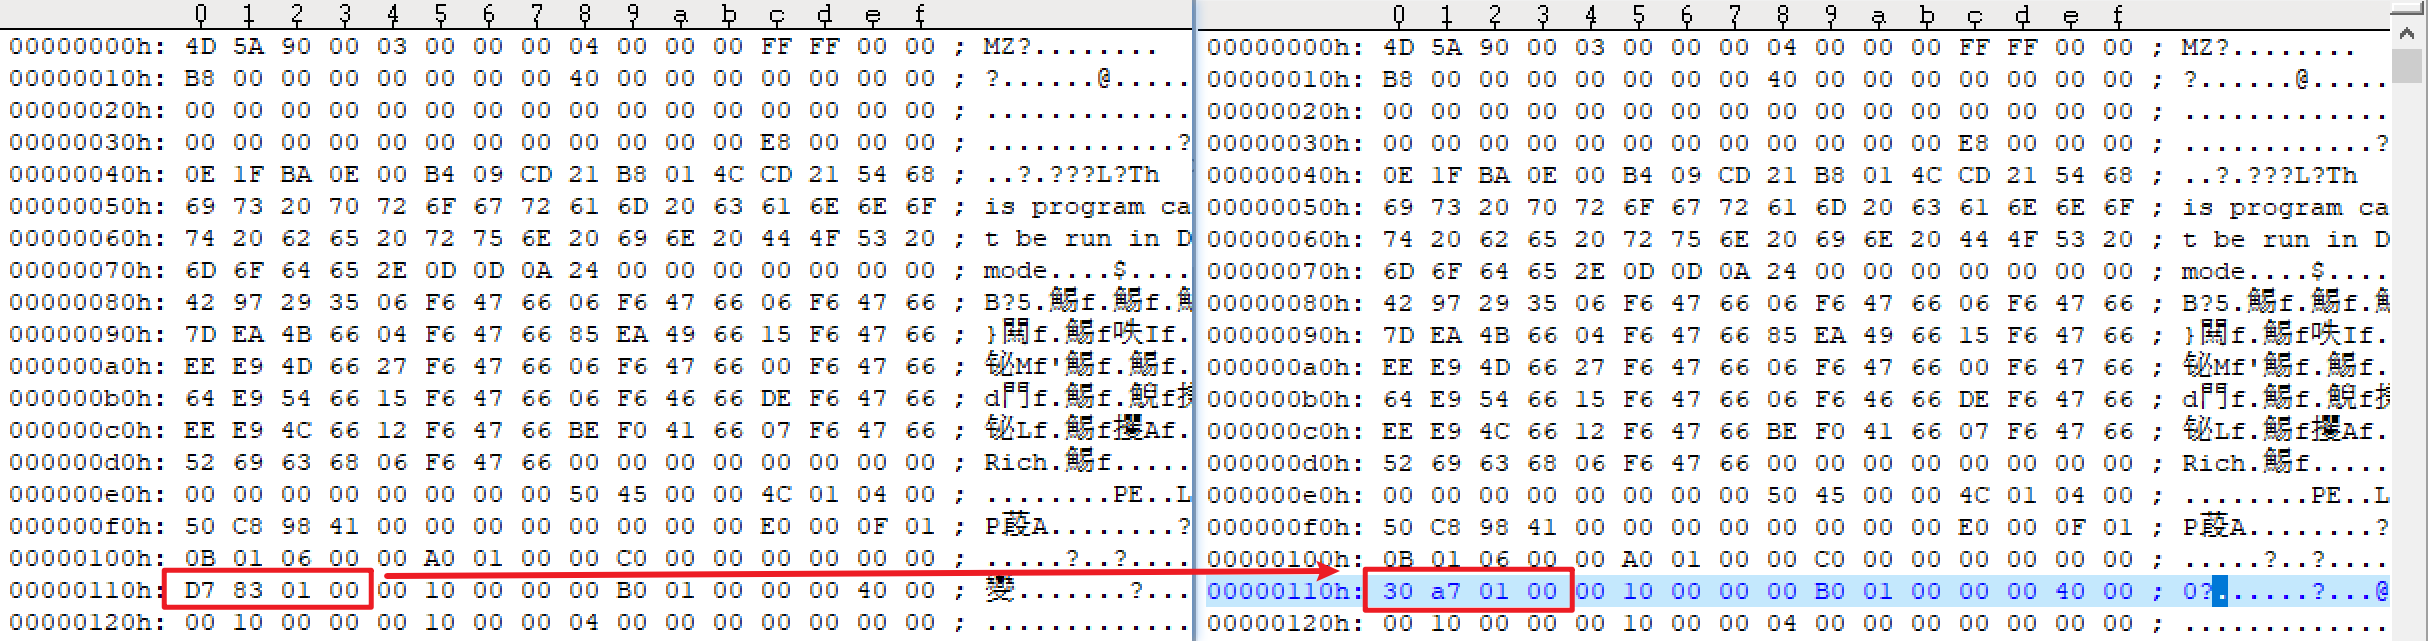 0 1 2 3 4 5 6 7 8 9 a b c d e f
00000000h: 4D 5A 90 00 03 00 00 00 04 00 00 00 FF FF 00 00 ; MZ?........
00000010h: B8 00 00 00 00 00 00 00 40 00 00 00 00 00 00 00 ; ?......@.....
00000020h: 00 00 00 00 00 00 00 00 00 00 00 00 00 00 00 00 ; .............
00000030h: 00 00 00 00 00 00 00 00 00 00 00 00 E8 00 00 00 ; ............?
00000040h: 0E 1F BA 0E 00 B4 09 CD 21 B8 01 4C CD 21 54 68 ; ..?.???L?Th
00000050h: 69 73 20 70 72 6F 67 72 61 6D 20 63 61 6E 6E 6F ; is program ca
00000060h: 74 20 62 65 20 72 75 6E 20 69 6E 20 44 4F 53 20 ; t be run in D
00000070h: 6D 6F 64 65 2E 0D 0D 0A 24 00 00 00 00 00 00 00 ; mode....$....
00000080h: 42 97 29 35 06 F6 47 66 06 F6 47 66 06 F6 47 66 ; B?5.鯣f.鯣f.鯣
00000090h: 7D EA 4B 66 04 F6 47 66 85 EA 49 66 15 F6 47 66 ; }闗f.鯣f呹If.
000000a0h: EE E9 4D 66 27 F6 47 66 06 F6 47 66 00 F6 47 66 ; 铋Mf'鯣f.鯣f.
000000b0h: 64 E9 54 66 15 F6 47 66 06 F6 46 66 DE F6 47 66 ; d門f.鯣f.鯢f
000000c0h: EE E9 4C 66 12 F6 47 66 BE F0 41 66 07 F6 47 66 ; 铋Lf.鯣f攫Af.
000000d0h: 52 69 63 68 06 F6 47 66 00 00 00 00 00 00 00 00 ; Rich.鯣f.....
000000e0h: 00 00 00 00 00 00 00 00 50 45 00 00 4C 01 04 00 ; ........PE..L
000000f0h: 50 C8 98 41 00 00 00 00 00 00 00 00 E0 00 0F 01 ; P葮A........?
00000100h: 0B 01 06 00 00 A0 01 00 00 C0 00 00 00 00 00 00 ; .....?..?....
00000110h: D7 83 01 00 00 10 00 00 00 B0 01 00 00 00 40 00 ; 變.......?...
00000120h: 00 10 00 00 00 10 00 00 04 00 00 00 00 00 00 00 ; .............
0 1 2 3 4 5 6 7 8 9 a b c d e f
00000000h: 4D 5A 90 00 03 00 00 00 04 00 00 00 FF FF 00 00 ; MZ?........
00000010h: B8 00 00 00 00 00 00 00 40 00 00 00 00 00 00 00 ; ?......@.....
00000020h: 00 00 00 00 00 00 00 00 00 00 00 00 00 00 00 00 ; .............
00000030h: 00 00 00 00 00 00 00 00 00 00 00 00 E8 00 00 00 ; ............?
00000040h: 0E 1F BA 0E 00 B4 09 CD 21 B8 01 4C CD 21 54 68 ; ..?.???L?Th
00000050h: 69 73 20 70 72 6F 67 72 61 6D 20 63 61 6E 6E 6F ; is program ca
00000060h: 74 20 62 65 20 72 75 6E 20 69 6E 20 44 4F 53 20 ; t be run in D
00000070h: 6D 6F 64 65 2E 0D 0D 0A 24 00 00 00 00 00 00 00 ; mode....$....
00000080h: 42 97 29 35 06 F6 47 66 06 F6 47 66 06 F6 47 66 ; B?5.鯣f.鯣f.鯣
00000090h: 7D EA 4B 66 04 F6 47 66 85 EA 49 66 15 F6 47 66 ; }闗f.鯣f呹If.
000000a0h: EE E9 4D 66 27 F6 47 66 06 F6 47 66 00 F6 47 66 ; 铋Mf'鯣f.鯣f.
000000b0h: 64 E9 54 66 15 F6 47 66 06 F6 46 66 DE F6 47 66 ; d門f.鯣f.鯢f
000000c0h: EE E9 4C 66 12 F6 47 66 BE F0 41 66 07 F6 47 66 ; 铋Lf.鯣f攫Af.
000000d0h: 52 69 63 68 06 F6 47 66 00 00 00 00 00 00 00 00 ; Rich.鯣f.....
000000e0h: 00 00 00 00 00 00 00 00 50 45 00 00 4C 01 04 00 ; ........PE..L
000000f0h: 50 C8 98 41 00 00 00 00 00 00 00 00 E0 00 0F 01 ; P葮A........?
00000100h: 0B 01 06 00 00 A0 01 00 00 C0 00 00 00 00 00 00 ; .....?..?....
00000110h: 30 a7 01 00 00 10 00 00 00 B0 01 00 00 00 40 00 ; 0?......?...@
00000120h: 00 10 00 00 00 10 00 00 04 00 00 00 00 00 00 00 ; .............